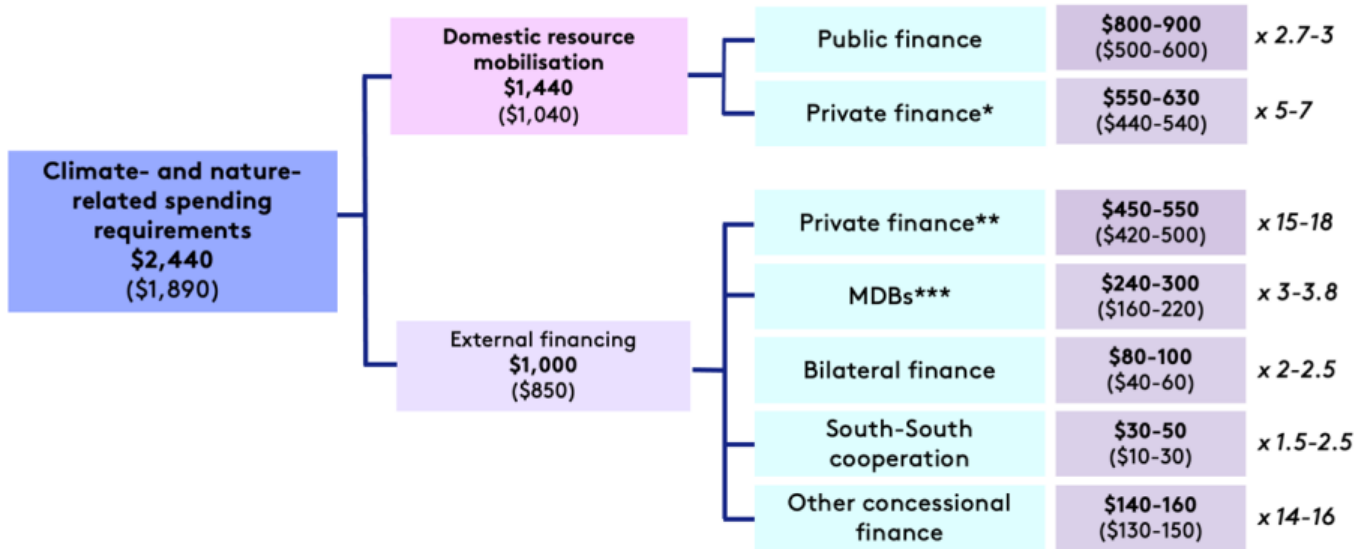 Climate- and nature-
related spending
requirements
$2,440
($1,890)
Domestic resource
mobilisation
$1,440
($1,040)
Public finance
$800-900
($500-600)
x 2.7-3
Private finance*
$550-630
($440-540)
x 5-7
External financing
$1,000
($850)
Private finance**
$450-550
($420-500)
x 15-18
MDBs***
$240-300
($160-220)
x 3-3.8
Bilateral finance
$80-100
($40-60)
x 2-2.5
South-South
cooperation
$30-50
($10-30)
x 1.5-2.5
Other concessional
finance
$140-160
($130-150)
x 14-16